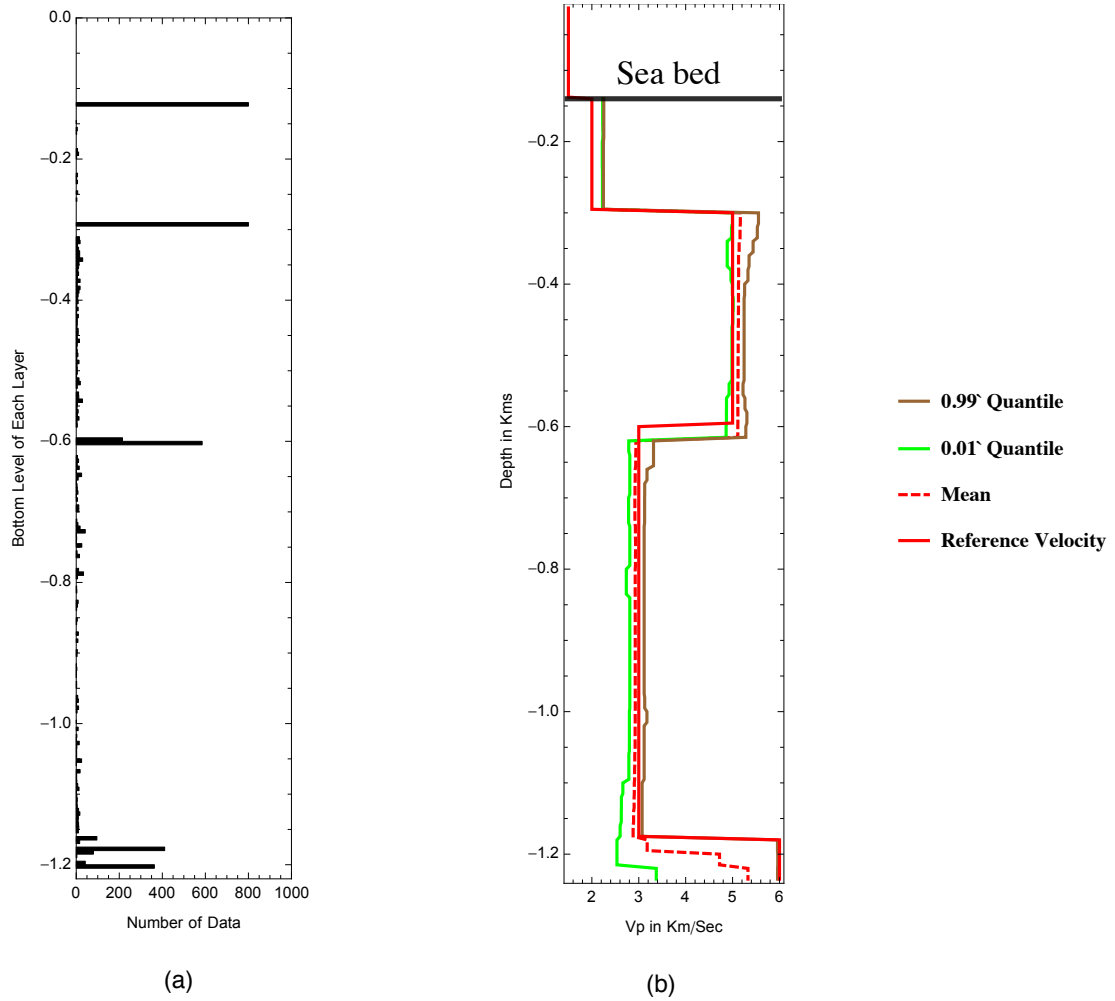 0.0
−0.2
−0.4
−0.6
−0.8
−1.0
−1.2
0 200 400 600 800 1000
Bottom Level of Each Layer
Number of Data
(a)
Sea bed
−0.2
−0.4
−0.6
−0.8
−1.0
−1.2
2 3 4 5 6
Depth in Kms
Vp in Km/Sec
(b)
0.99` Quantile
0.01` Quantile
Mean
Reference Velocity